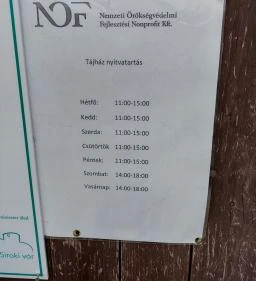 NÖF
Nemzeti Örökségvédelmi
Fejlesztési Nonprofit Kft.
Tájház nyitvatartás
Hétfő: 11:00-15:00
Kedd: 11:00-15:00
Szerda: 11:00-15:00
Csütörtök 11:00-15:00
Péntek: 11:00-15:00
Szombat: 14:00-18:00
Vasárnap: 14:00-18:00
Siroki vár